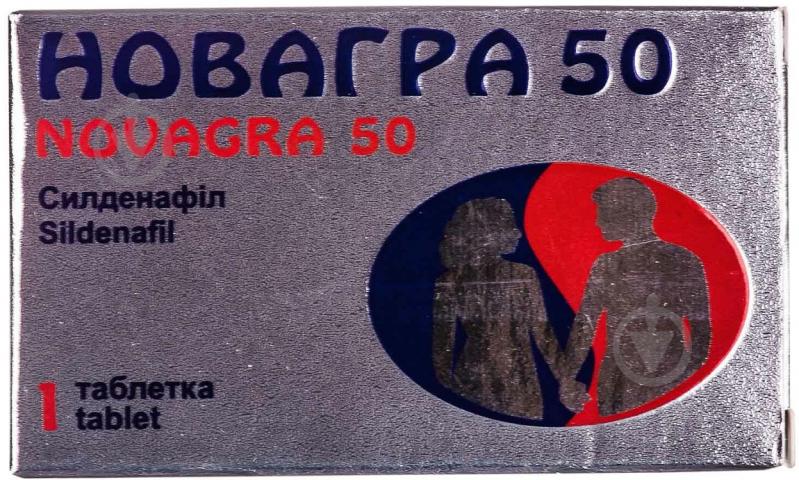 НОВАГРА 50
NOVAGRA 50
Силденафіл
Sildenafil
1 таблетка
tablet